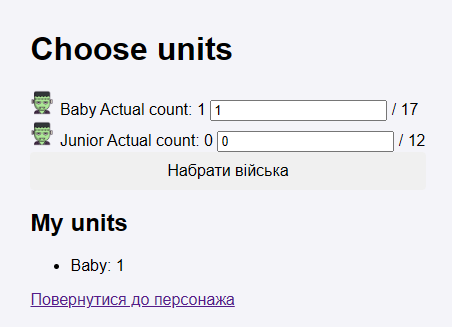 Choose units
Baby Actual count: 1 1 / 17
Junior Actual count: 0 0 / 12
Набрати війська
My units
Baby: 1
Повернутися до персонажа